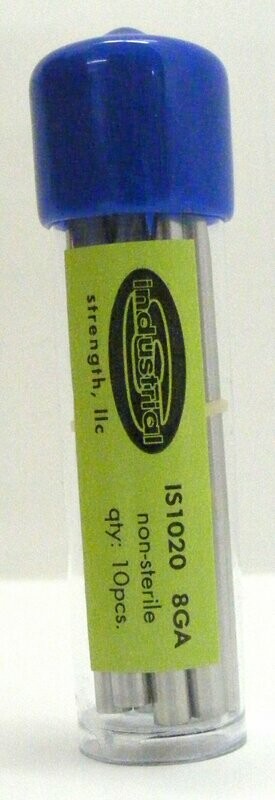 industrial
strength, llc
IS1020 8GA
non-sterile
qty: 10pcs.